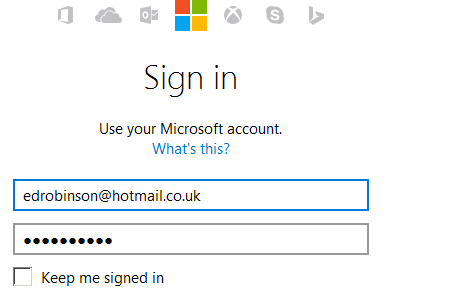 Sign in
Use your Microsoft account.
What's this?
edrobinson@hotmail.co.uk
●●●●●●●●●●
Keep me signed in